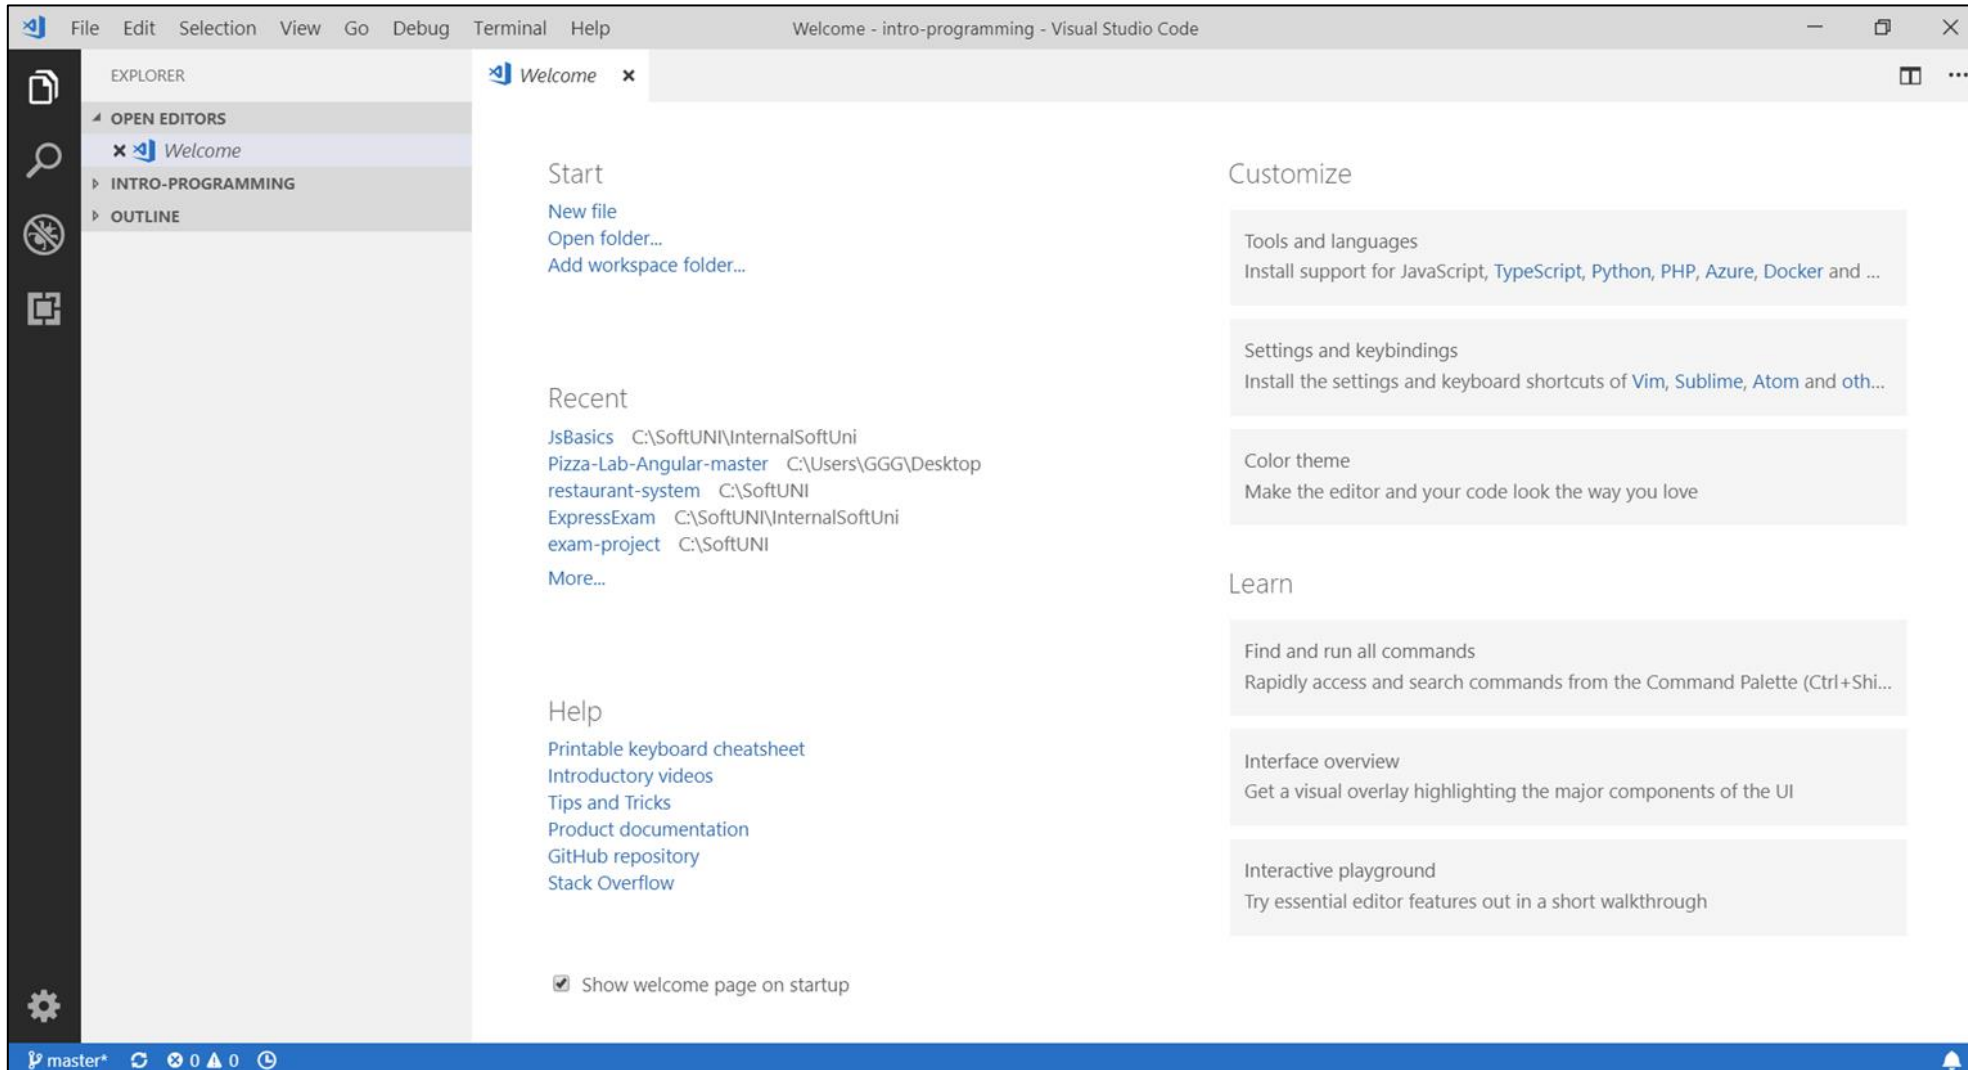 File Edit Selection View Go Debug Terminal Help Welcome - intro-programming - Visual Studio Code
EXPLORER
OPEN EDITORS
Welcome
INTRO-PROGRAMMING
OUTLINE
Welcome
Start
New file
Open folder...
Add workspace folder...
Recent
JsBasics C:\SoftUNI\InternalSoftUni
Pizza-Lab-Angular-master C:\Users\GGG\Desktop
restaurant-system C:\SoftUNI
ExpressExam C:\SoftUNI\InternalSoftUni
exam-project C:\SoftUNI
More...
Help
Printable keyboard cheatsheet
Introductory videos
Tips and Tricks
Product documentation
GitHub repository
Stack Overflow
Show welcome page on startup
Customize
Tools and languages
Install support for JavaScript, TypeScript, Python, PHP, Azure, Docker and ...
Settings and keybindings
Install the settings and keyboard shortcuts of Vim, Sublime, Atom and oth...
Color theme
Make the editor and your code look the way you love
Learn
Find and run all commands
Rapidly access and search commands from the Command Palette (Ctrl+Shi...
Interface overview
Get a visual overlay highlighting the major components of the UI
Interactive playground
Try essential editor features out in a short walkthrough
master* 0 0